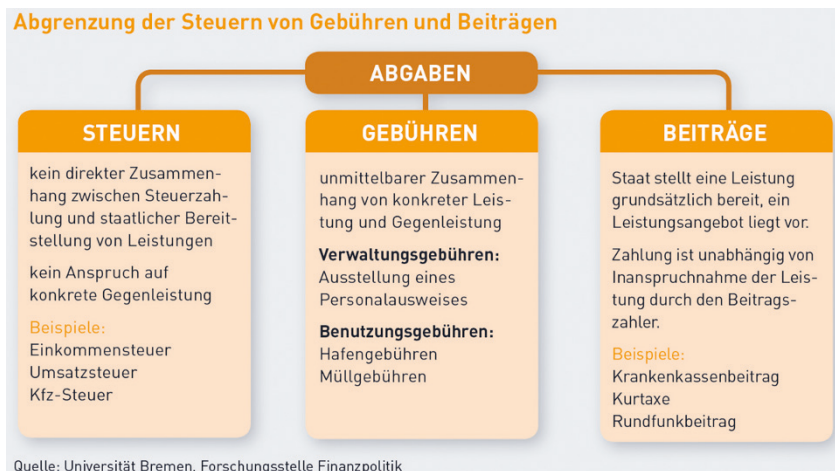 Abgrenzung der Steuern von Gebühren und Beiträgen
ABGABEN
STEUERN
kein direkter Zusammen-
hang zwischen Steuerzah-
lung und staatlicher Bereit-
stellung von Leistungen
kein Anspruch auf
konkrete Gegenleistung
Beispiele:
Einkommensteuer
Umsatzsteuer
Kfz-Steuer
GEBÜHREN
unmittelbarer Zusammen-
hang von konkreter Leis-
tung und Gegenleistung
Verwaltungsgebühren:
Ausstellung eines
Personalausweises
Benutzungsgebühren:
Hafengebühren
Müllgebühren
BEITRÄGE
Staat stellt eine Leistung
grundsätzlich bereit, ein
Leistungsangebot liegt vor.
Zahlung ist unabhängig von
Inanspruchnahme der Leis-
tung durch den Beitrags-
zahler.
Beispiele:
Krankenkassenbeitrag
Kurtaxe
Rundfunkbeitrag
Quelle: Universität Bremen, Forschungsstelle Finanzpolitik